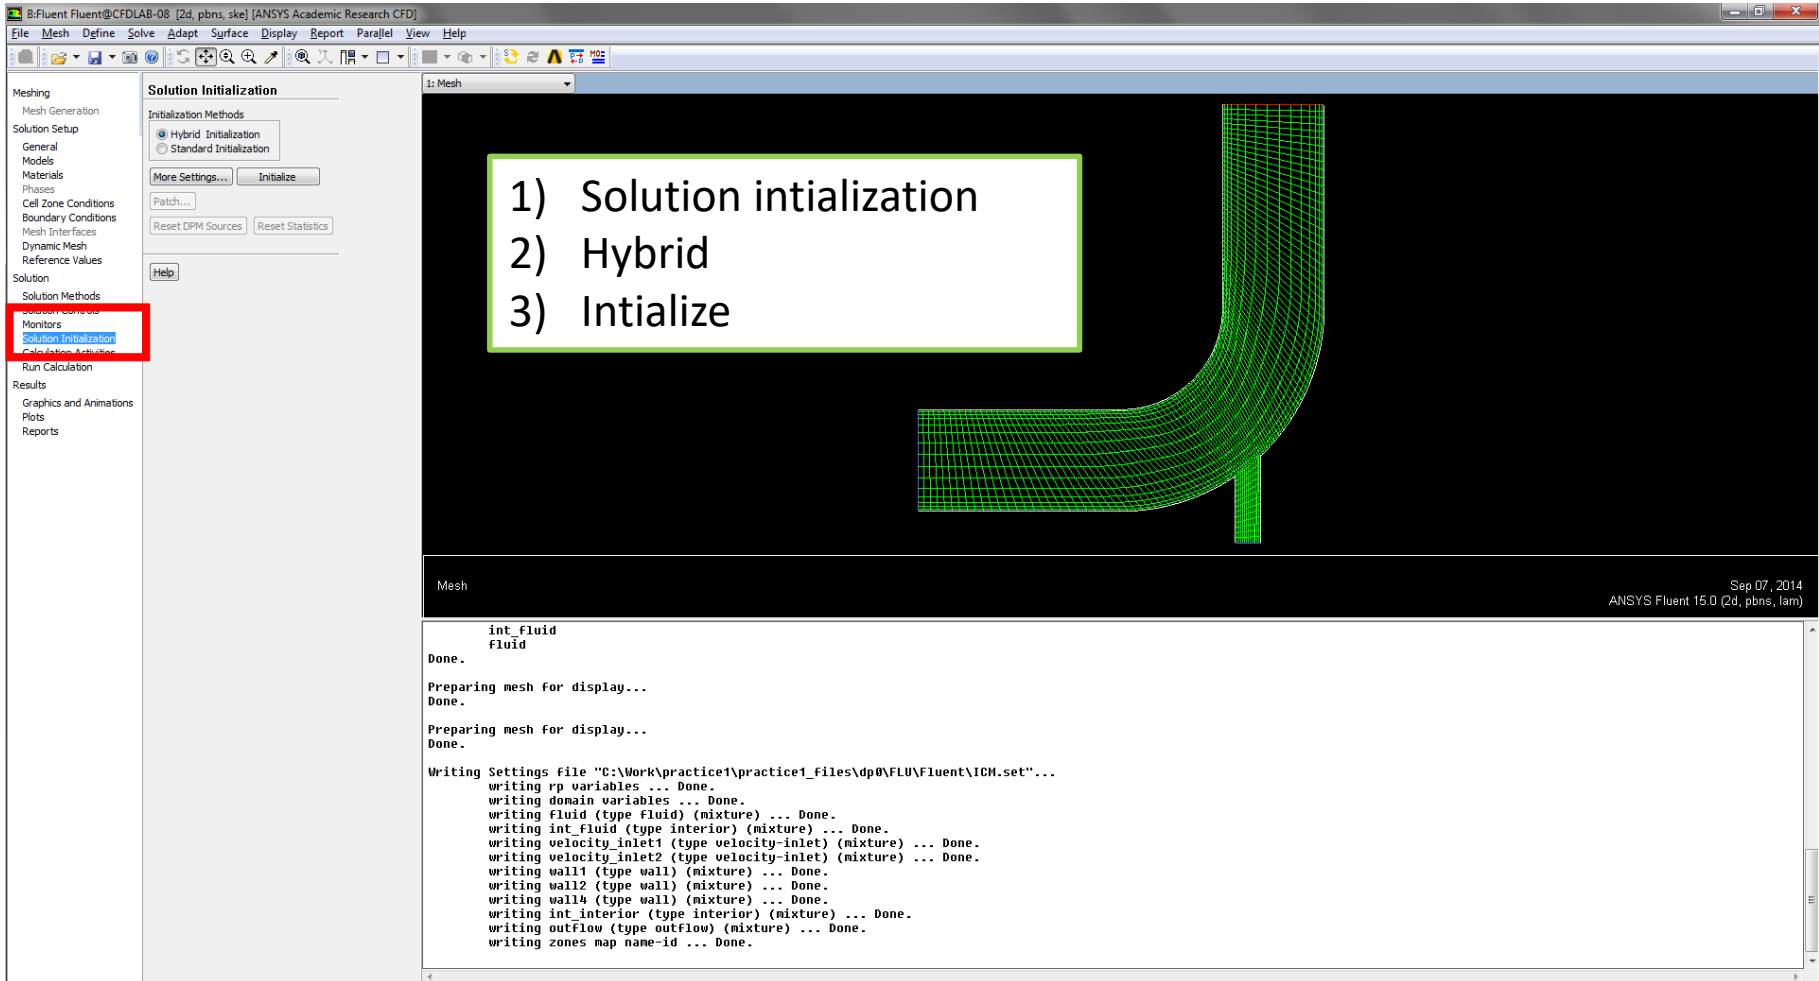 B:Fluent Fluent@CFDLAB-08 [2d, pbns, ske] [ANSYS Academic Research CFD]
File Mesh Define Solve Adapt Surface Display Report Parallel View Help
Meshing
Mesh Generation
Solution Setup
General
Models
Materials
Phases
Cell Zone Conditions
Boundary Conditions
Mesh Interfaces
Dynamic Mesh
Reference Values
Solution
Solution Methods
Solution Controls
Monitors
Solution Initialization
Calculation Activities
Run Calculation
Results
Graphics and Animations
Plots
Reports
Solution Initialization
Initialization Methods
Hybrid Initialization
Standard Initialization
More Settings... Initialize
Patch...
Reset DPM Sources Reset Statistics
Help
1: Mesh
1) Solution intialization
2) Hybrid
3) Intialize
Mesh
Sep 07, 2014
ANSYS Fluent 15.0 (2d, pbns, lam)
int_fluid
fluid
Done.
Preparing mesh for display...
Done.
Preparing mesh for display...
Done.
Writing Settings file "C:\Work\practice1\practice1_files\dp0\FLU\Fluent\ICM.set"...
writing rp variables ... Done.
writing domain variables ... Done.
writing fluid (type fluid) (mixture) ... Done.
writing int_fluid (type interior) (mixture) ... Done.
writing velocity_inlet1 (type velocity-inlet) (mixture) ... Done.
writing velocity_inlet2 (type velocity-inlet) (mixture) ... Done.
writing wall1 (type wall) (mixture) ... Done.
writing wall2 (type wall) (mixture) ... Done.
writing wall4 (type wall) (mixture) ... Done.
writing int_interior (type interior) (mixture) ... Done.
writing outflow (type outflow) (mixture) ... Done.
writing zones map name-id ... Done.